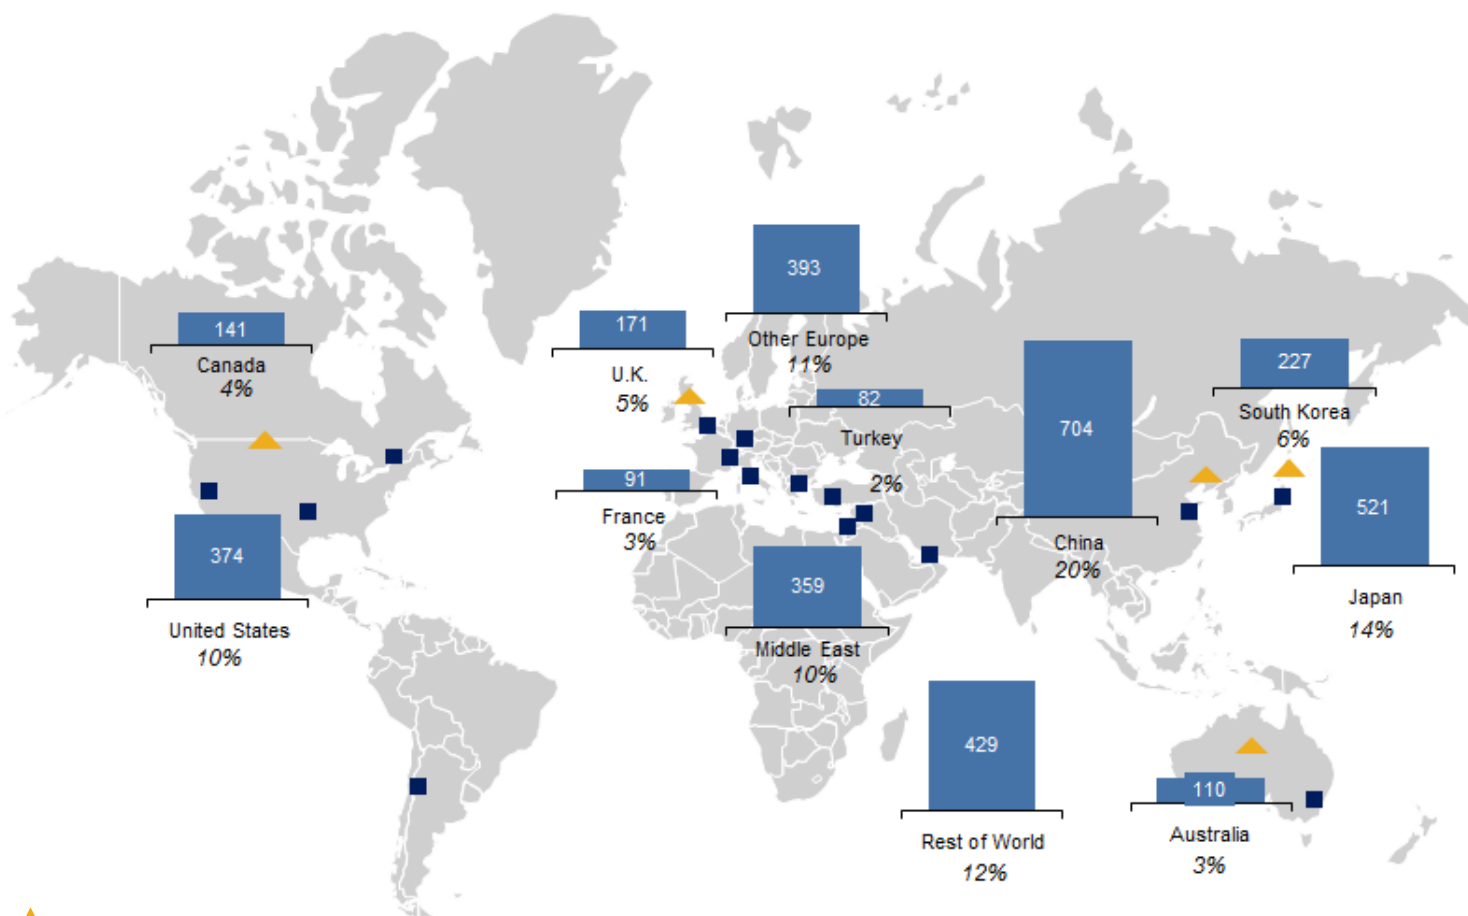 393
141
Canada
4%
171
U.K.
5%
Other Europe
11%
82
Turkey
2%
704
China
20%
227
South Korea
6%
521
Japan
14%
91
France
3%
374
United States
10%
359
Middle East
10%
429
Rest of World
12%
110
Australia
3%